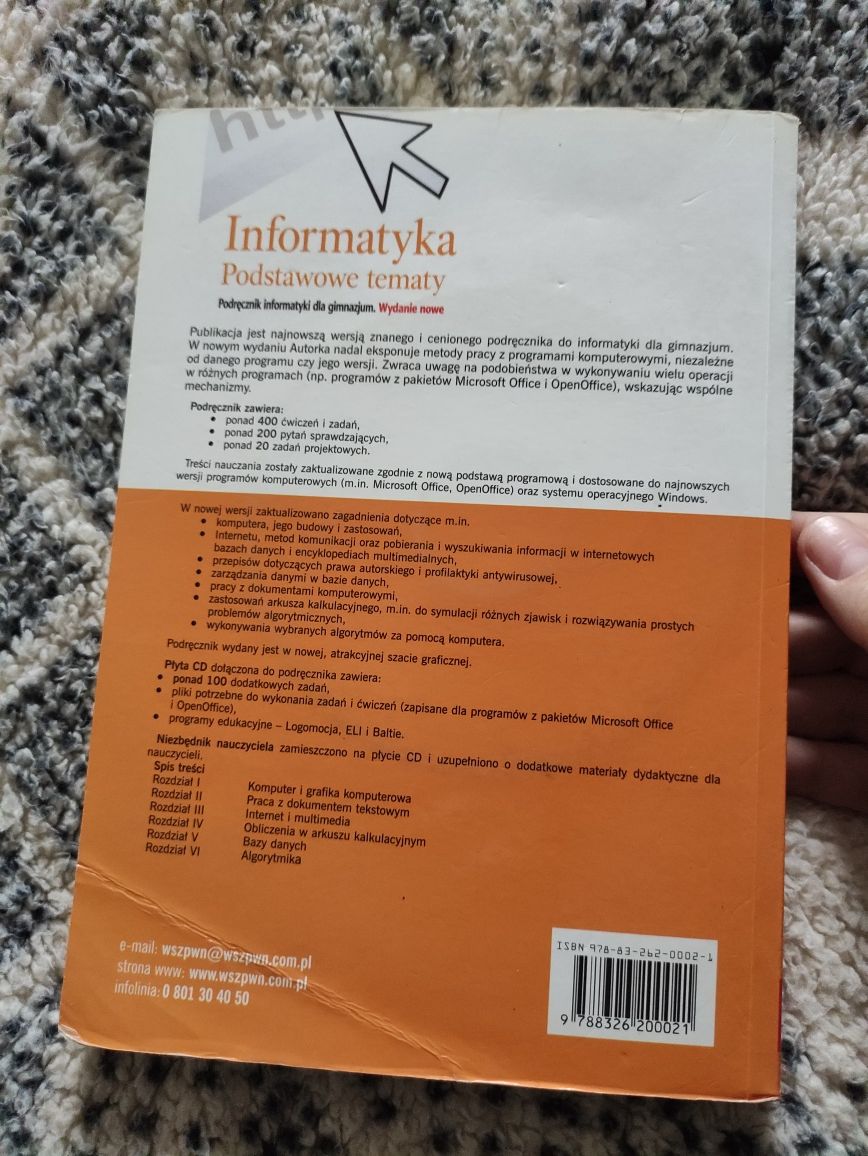 http
Informatyka
Podstawowe tematy
Podręcznik informatyki dla gimnazjum. Wydanie nowe
Publikacja jest najnowszą wersją znanego i cenionego podręcznika do informatyki dla gimnazjum.
W nowym wydaniu Autorka nadal eksponuje metody pracy z programami komputerowymi, niezależne
od danego programu czy jego wersji. Zwraca uwagę na podobieństwa w wykonywaniu wielu operacji
w różnych programach (np. programów z pakietów Microsoft Office i OpenOffice), wskazując wspólne
mechanizmy.
Podręcznik zawiera:
• ponad 400 ćwiczeń i zadań,
• ponad 200 pytań sprawdzających,
• ponad 20 zadań projektowych.
Treści nauczania zostały zaktualizowane zgodnie z nową podstawą programową i dostosowane do najnowszych
wersji programów komputerowych (m.in. Microsoft Office, OpenOffice) oraz systemu operacyjnego Windows.
W nowej wersji zaktualizowano zagadnienia dotyczące m.in.
• komputera, jego budowy i zastosowań,
• Internetu, metod komunikacji oraz pobierania i wyszukiwania informacji w internetowych
bazach danych i encyklopediach multimedialnych,
• przepisów dotyczących prawa autorskiego i profilaktyki antywirusowej,
• zarządzania danymi w bazie danych,
• pracy z dokumentami komputerowymi,
• zastosowań arkusza kalkulacyjnego, m.in. do symulacji różnych zjawisk i rozwiązywania prostych
problemów algorytmicznych,
• wykonywania wybranych algorytmów za pomocą komputera.
Podręcznik wydany jest w nowej, atrakcyjnej szacie graficznej.
Płyta CD dołączona do podręcznika zawiera:
• ponad 100 dodatkowych zadań,
• pliki potrzebne do wykonania zadań i ćwiczeń (zapisane dla programów z pakietów Microsoft Office
i OpenOffice),
• programy edukacyjne – Logomocja, ELI i Baltie.
Niezbędnik nauczyciela zamieszczono na płycie CD i uzupełniono o dodatkowe materiały dydaktyczne dla
nauczycieli.
Spis treści
Rozdział I Komputer i grafika komputerowa
Rozdział II Praca z dokumentem tekstowym
Rozdział III Internet i multimedia
Rozdział IV Obliczenia w arkuszu kalkulacyjnym
Rozdział V Bazy danych
Rozdział VI Algorytmika
e-mail: wszpwn@wszpwn.com.pl
strona www: www.wszpwn.com.pl
infolinia: 0 801 30 40 50
ISBN 978-83-262-0002-1
9 788326 200021